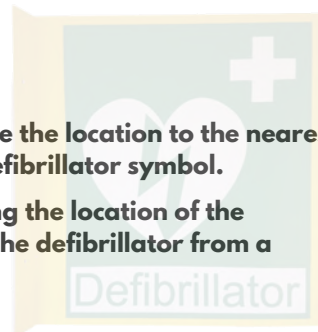 e the location to the neare
efibrillator symbol.
g the location of the
he defibrillator from a
Defibrillator